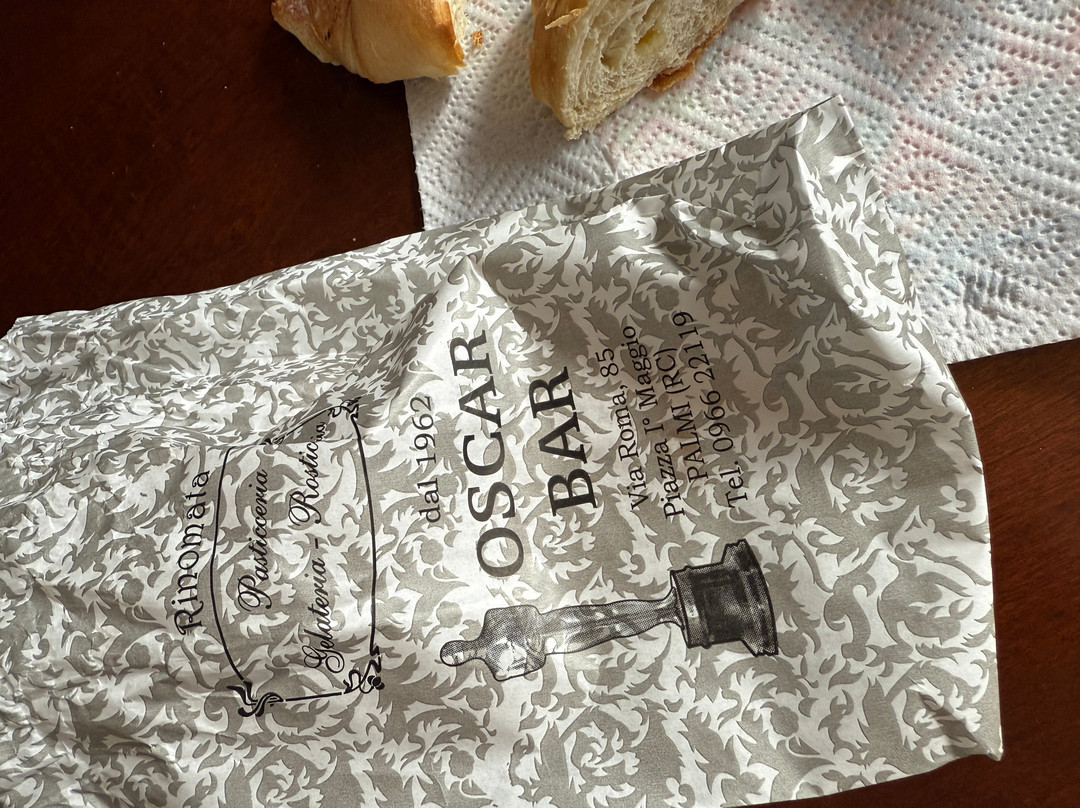 Rinomata
Pasticceria
Gelateria - Rosticceria
dal 1962
OSCAR
BAR
Via Roma, 85
Piazza 1° Maggio
PALMI (RC)
Tel. 0966 22119